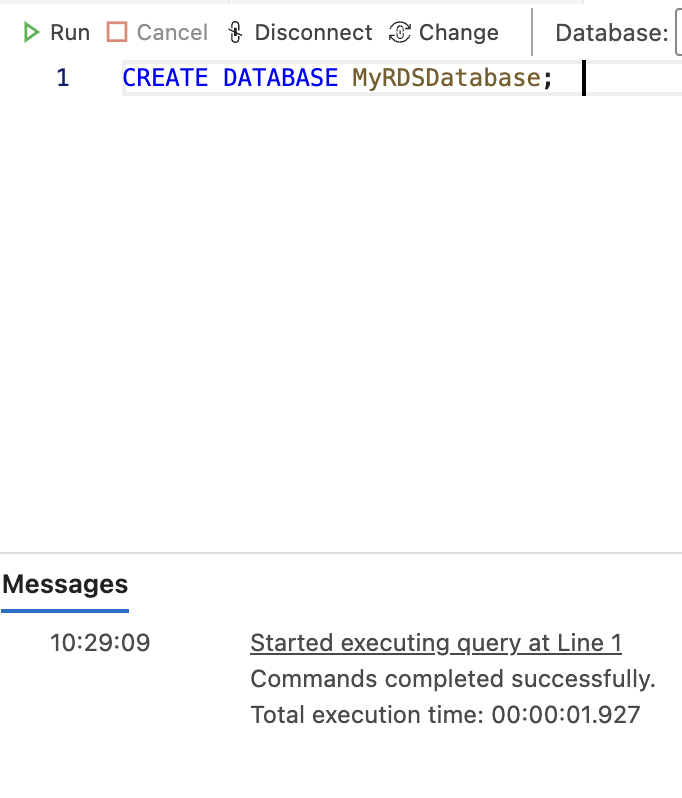 Run Cancel Disconnect Change Database:
1 CREATE DATABASE MyRDSDatabase;
Messages
10:29:09 Started executing query at Line 1
Commands completed successfully.
Total execution time: 00:00:01.927